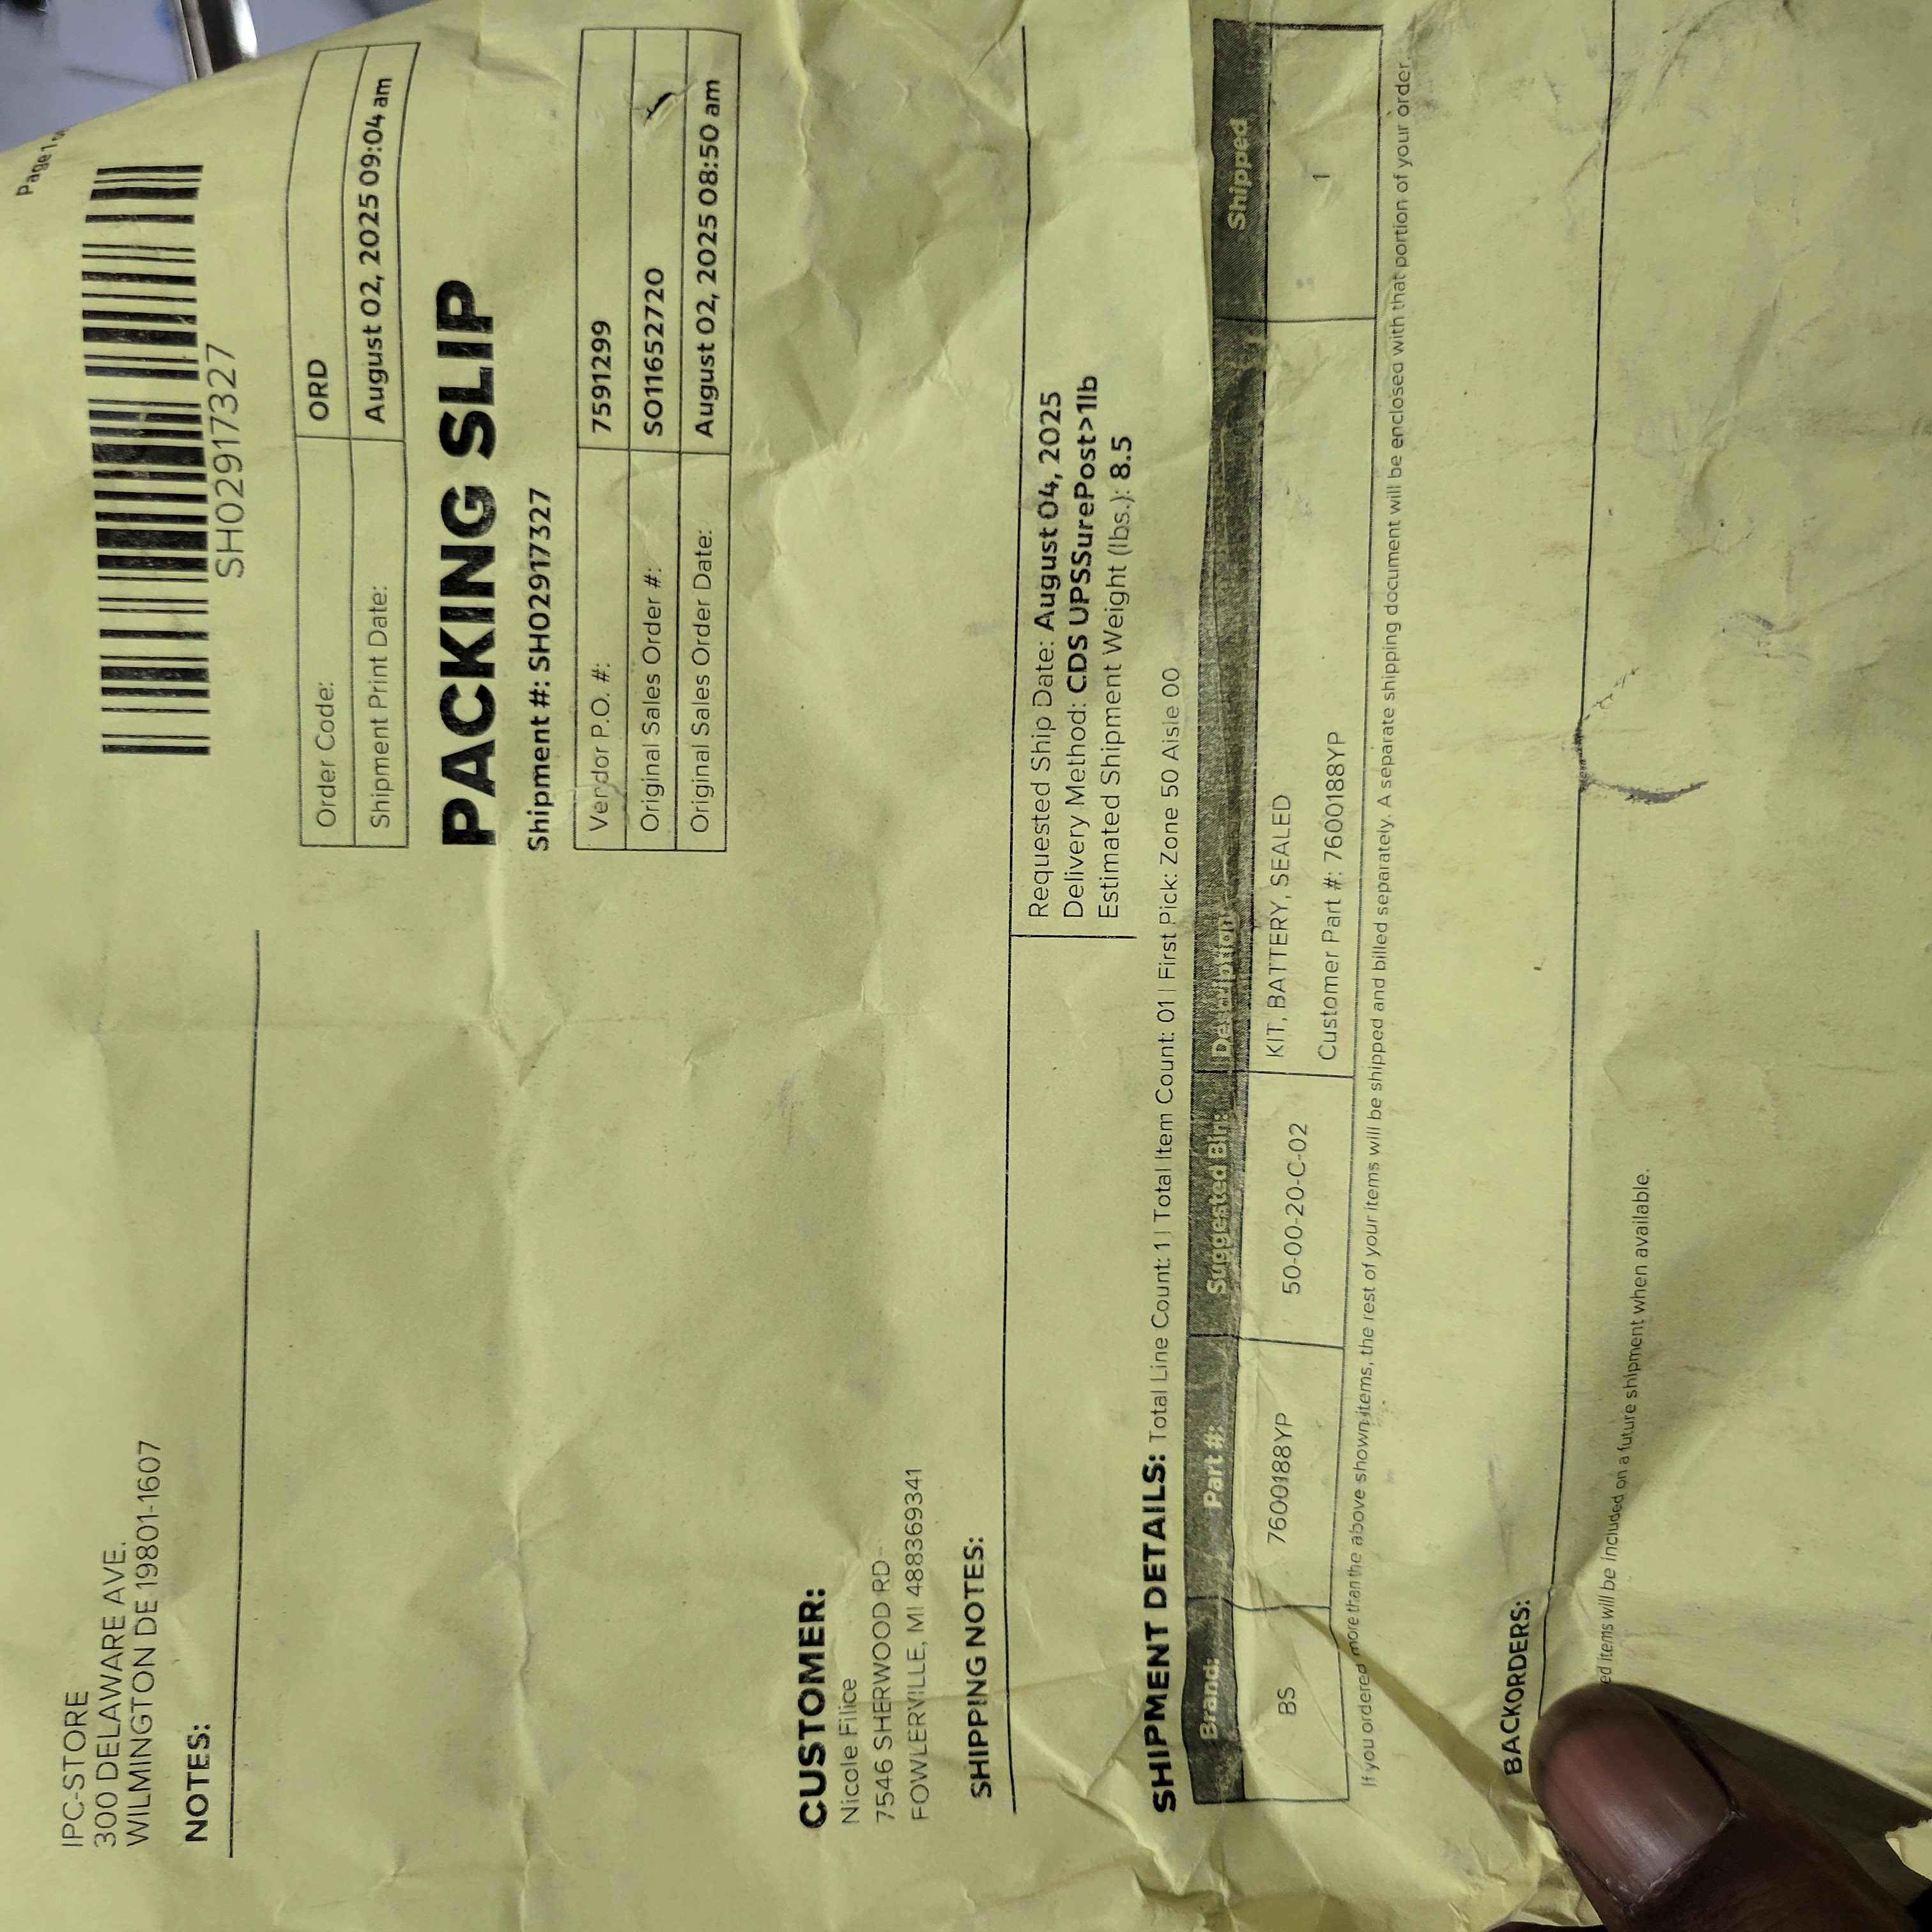 Page 1
IPC-STORE
300 DELAWARE AVE.
WILMINGTON DE 19801-1607
NOTES:
SH02917327
Order Code: ORD
Shipment Print Date: August 02, 2025 09:04 am
PACKING SLIP
Shipment #: SH02917327
Vendor P.O. #: 7591299
Original Sales Order #: SO11652720
Original Sales Order Date: August 02, 2025 08:50 am
CUSTOMER:
Nicole Filice
7546 SHERWOOD RD
FOWLERVILLE, MI 488369341
SHIPPING NOTES:
Requested Ship Date: August 04, 2025
Delivery Method: CDS UPSSurePost>1lb
Estimated Shipment Weight (lbs.): 8.5
SHIPMENT DETAILS: Total Line Count: 1 | Total Item Count: 01 | First Pick: Zone 50 Aisle 00
Brand: Part #: Suggested Bin: Description Shipped
BS 7600188YP 50-00-20-C-02 KIT, BATTERY, SEALED 1
Customer Part #: 7600188YP
If you ordered more than the above shown items, the rest of your items will be shipped and billed separately. A separate shipping document will be enclosed with that portion of your order.
BACKORDERS:
items will be included on a future shipment when available.